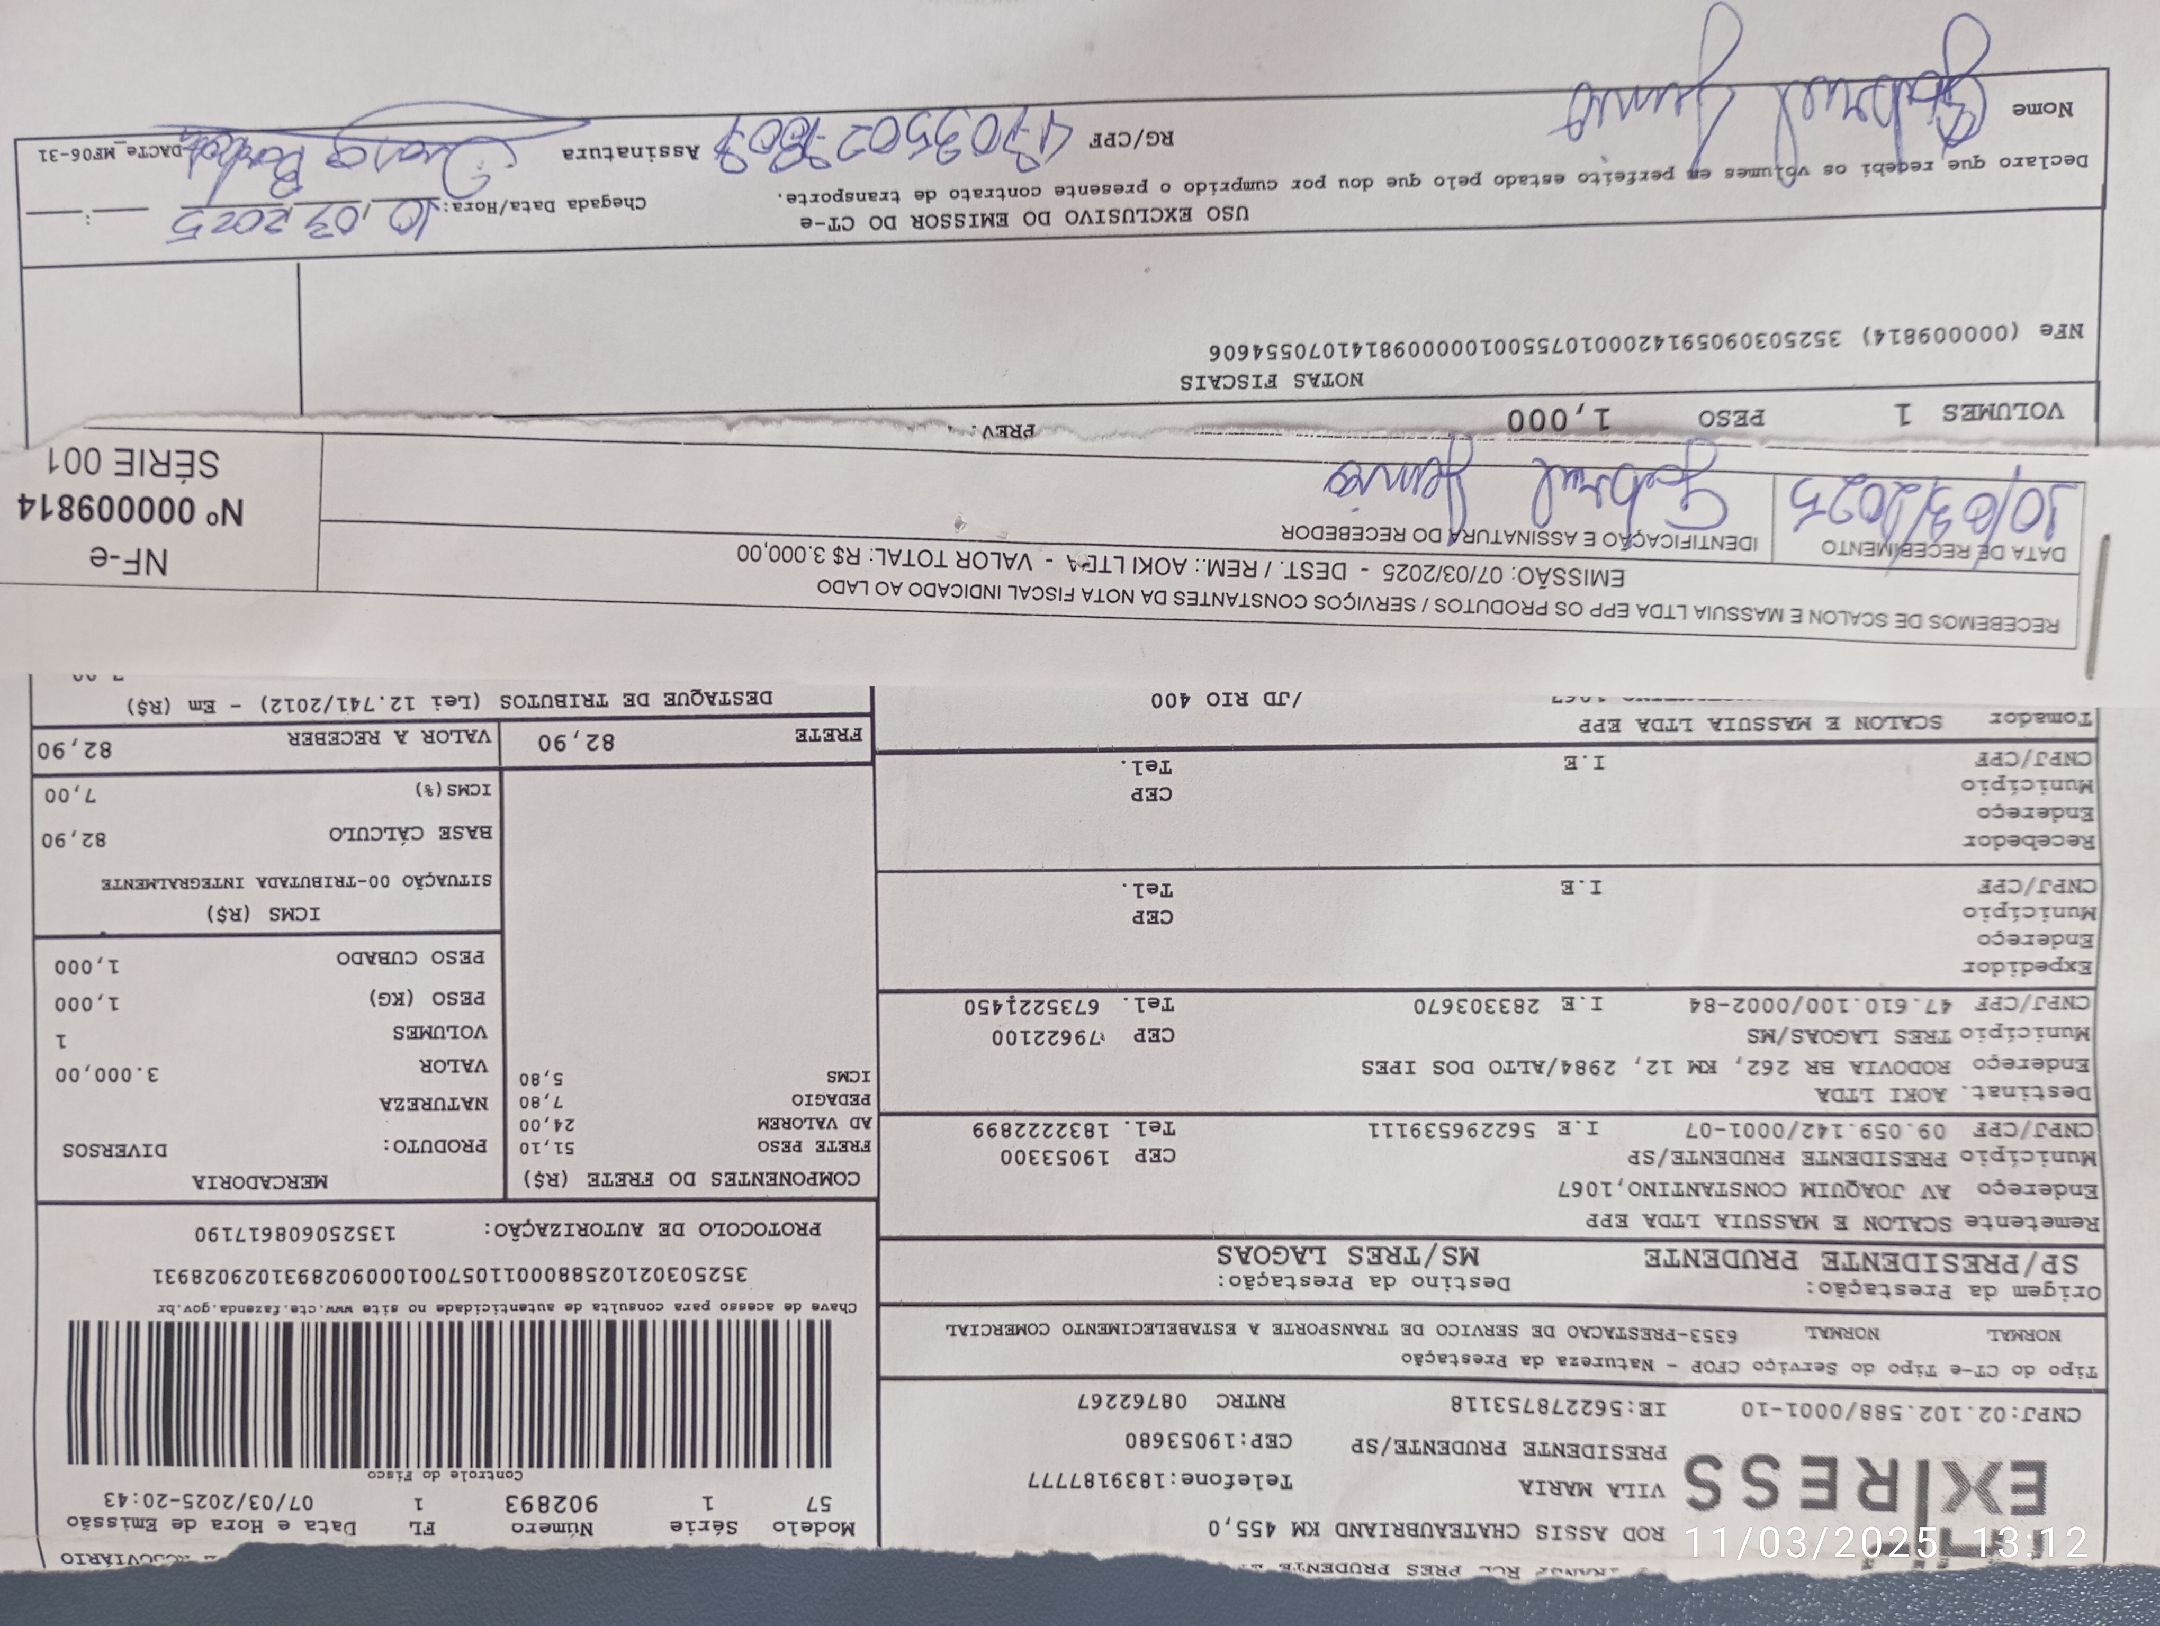 ROD ASSIS CHATEAUBRIAND KM 455,0
EXPRESS
VILA MARIA Telefone:1839187777
PRESIDENTE PRUDENTE/SP CEP:19053680
CNPJ:02.102.588/0001-10 IE:562278753118 RNTRC 08762267
Modelo Série Número FL Data e Hora de Emissão
57 1 902893 1 07/03/2025-20:43
Controle do Fisco
Chave de acesso para consulta de autenticidade no site www.cte.fazenda.gov.br
35250302102588000110570010009028931029028931
PROTOCOLO DE AUTORIZAÇÃO: 135250608617190
Tipo do CT-e Tipo do Serviço CFOP - Natureza da Prestação
NORMAL NORMAL 6353-PRESTACAO DE SERVICO DE TRANSPORTE A ESTABELECIMENTO COMERCIAL
Origem da Prestação: Destino da Prestação:
SP/PRESIDENTE PRUDENTE MS/TRES LAGOAS
Remetente SCALON E MASSUIA LTDA EPP
Endereço AV JOAQUIM CONSTANTINO,1067
Município PRESIDENTE PRUDENTE/SP CEP 19053300
CNPJ/CPF 09.059.142/0001-07 I.E 562296539111 Tel. 1832222899
Destinat. AOKI LTDA
Endereço RODOVIA BR 262, KM 12, 2984/ALTO DOS IPES
Município TRES LAGOAS/MS CEP 79622100
CNPJ/CPF 47.610.100/0002-84 I.E 283303670 Tel. 6735221450
Expedidor
Endereço
Município CEP
CNPJ/CPF I.E Tel.
Recebedor
Endereço
Município CEP
CNPJ/CPF I.E Tel.
Tomador SCALON E MASSUIA LTDA EPP
/JD RIO 400
COMPONENTES DO FRETE (R$)
FRETE PESO 51,10
AD VALOREM 24,00
PEDAGIO 7,80
ICMS 5,80
MERCADORIA
PRODUTO: DIVERSOS
NATUREZA
VALOR 3.000,00
VOLUMES 1
PESO (KG) 1,000
PESO CUBADO 1,000
ICMS (R$)
SITUAÇÃO 00-TRIBUTADA INTEGRALMENTE
BASE CÁLCULO 82,90
ICMS(%) 7,00
FRETE 82,90 VALOR A RECEBER 82,90
DESTAQUE DE TRIBUTOS (Lei 12.741/2012) - Em (R$)
RECEBEMOS DE SCALON E MASSUIA LTDA EPP OS PRODUTOS / SERVIÇOS CONSTANTES DA NOTA FISCAL INDICADO AO LADO
EMISSÃO: 07/03/2025 - DEST. / REM.: AOKI LTDA - VALOR TOTAL: R$ 3.000,00
DATA DE RECEBIMENTO IDENTIFICAÇÃO E ASSINATURA DO RECEBEDOR
10/03/2025 Gabriel Junio
NF-e
Nº 000009814
SÉRIE 001
PREV:
VOLUMES 1 PESO 1,000
NOTAS FISCAIS
NFe (000009814) 35250309059142000107550010000098141070554606
USO EXCLUSIVO DO EMISSOR DO CT-e
Declaro que recebi os volumes em perfeito estado pelo que dou por cumprido o presente contrato de transporte.
Chegada Data/Hora: 10,03,2025
Nome Gabriel Junio RG/CPF Assinatura
DACTe_MF06-31
11/03/2025 13:12